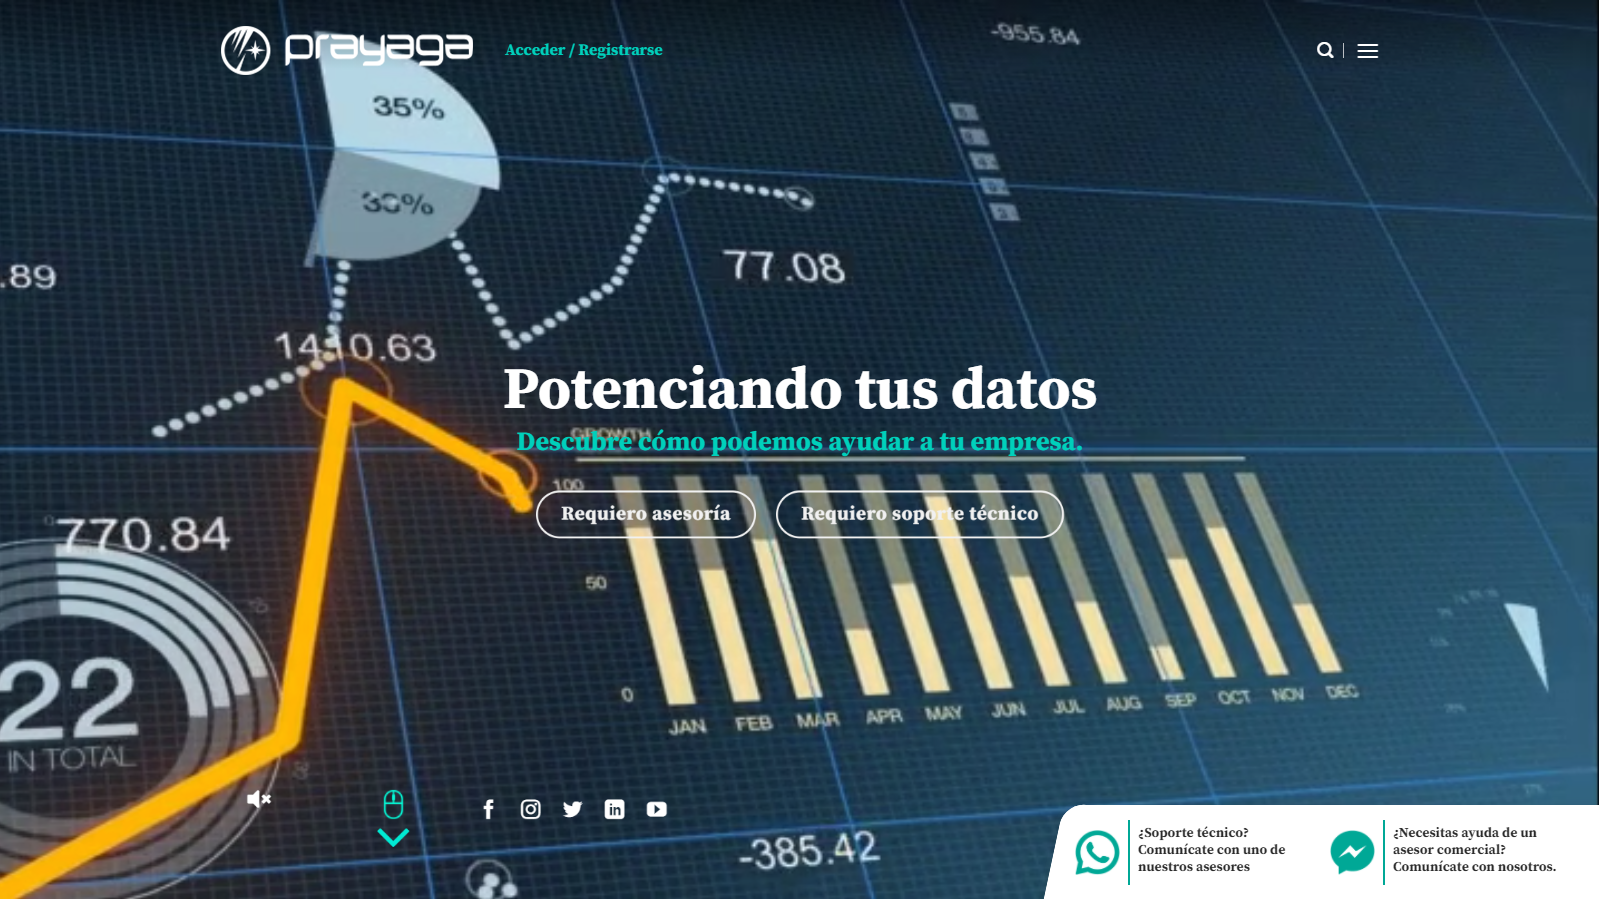 prayaga
Acceder / Registrarse
-955.84
35%
77.08
.89
1410.63
Potenciando tus datos
GROWTH
Descubre cómo podemos ayudar a tu empresa.
100
Requiero asesoría
Requiero soporte técnico
770.84
50
22
IN TOTAL
0
JAN FEB MAR APR MAY JUN JUL AUG SEP OCT NOV DEC
-385.42
¿Soporte técnico?
Comunícate con uno de
nuestros asesores
¿Necesitas ayuda de un
asesor comercial?
Comunícate con nosotros.